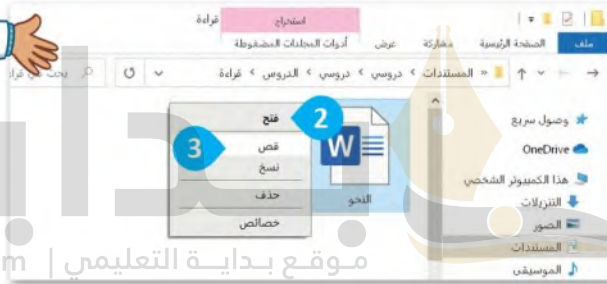 استخراج
قراءة
ملف
الصفحة الرئيسية
مشاركة
عرض
أدوات المجلدات المضغوطة
« المستندات > دروسي > دروسي > الدروس > قراءة
بحث في قرا
وصول سريع
OneDrive
هذا الكمبيوتر الشخصي
التنزيلات
الصور
المستندات
الموسيقى
W
النحو
2
فتح
3
قص
نسخ
حذف
خصائص
بداية
موقع بداية التعليمي | m